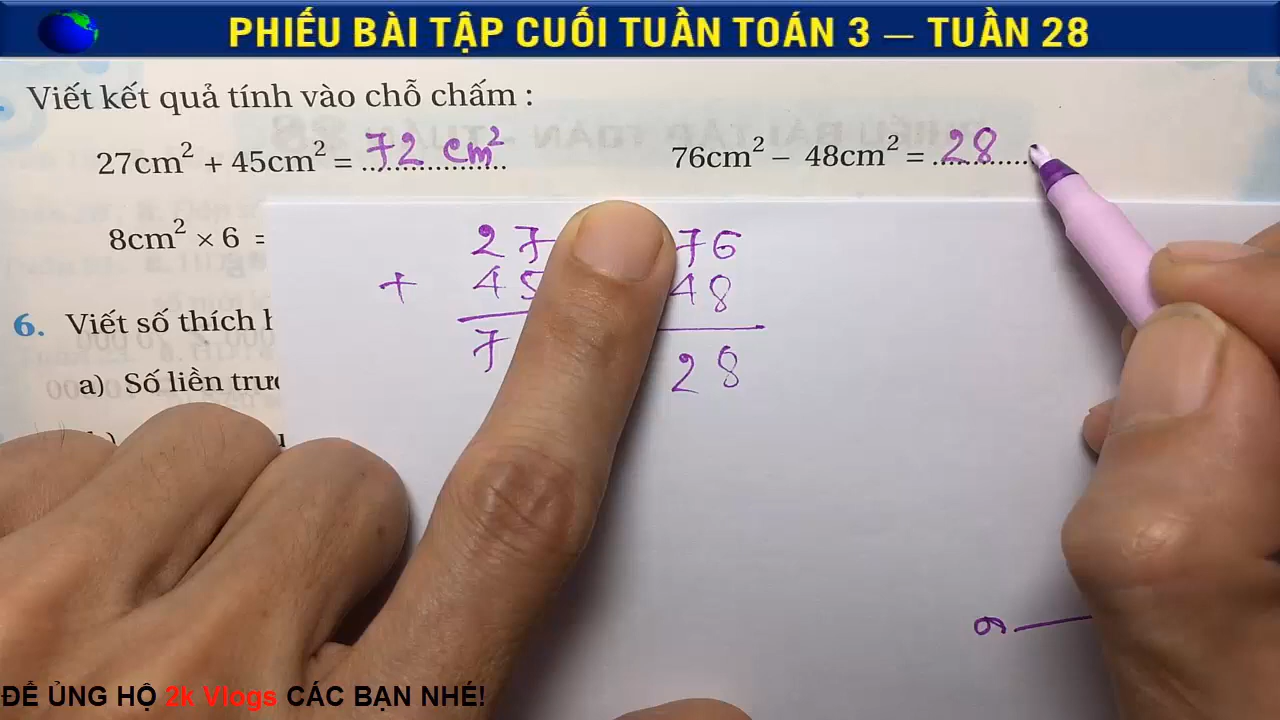 PHIẾU BÀI TẬP CUỐI TUẦN TOÁN 3 — TUẦN 28
Viết kết quả tính vào chỗ chấm :
27cm² + 45cm² = 72 cm²
76cm² – 48cm² = 28
8cm² × 6 =
27 76
+ 45 48
7 28
6. Viết số thích
a) Số liền
ĐỂ ỦNG HỘ 2k Vlogs CÁC BẠN NHÉ!